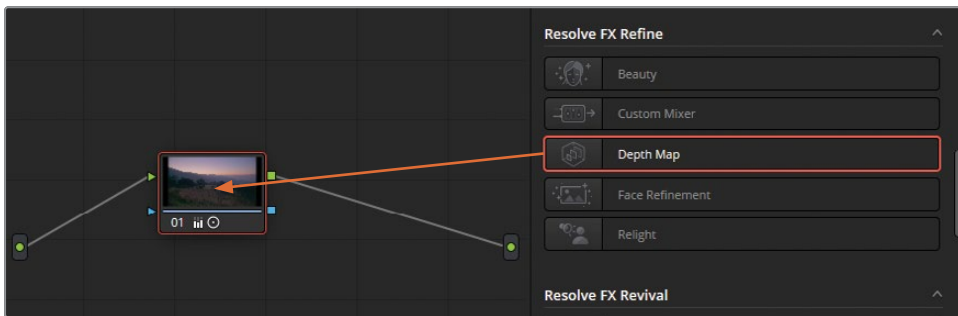 Resolve FX Refine
Beauty
Custom Mixer
Depth Map
Face Refinement
Relight
01
Resolve FX Revival